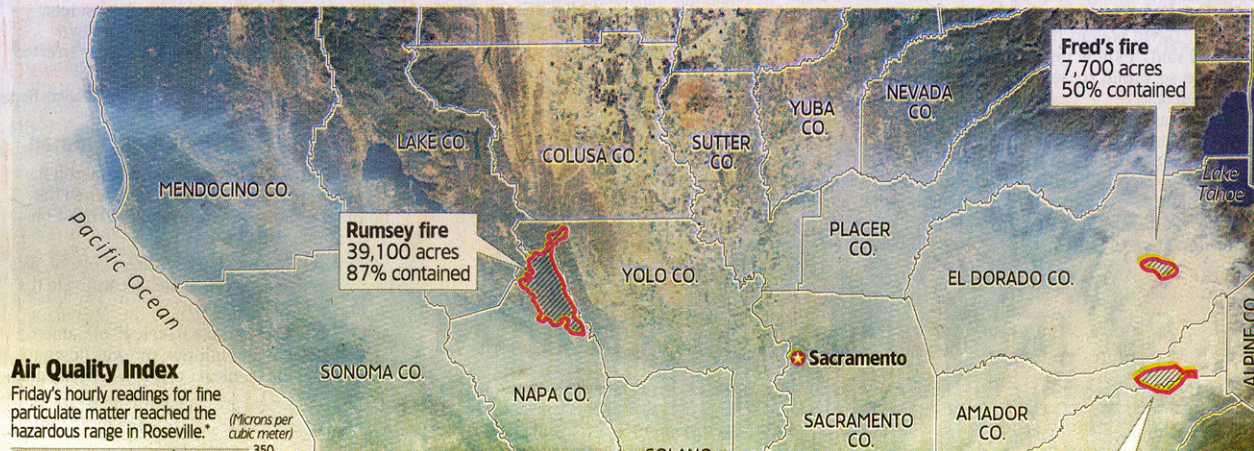 Fred's fire
7,700 acres
50% contained
NEVADA
CO.
YUBA
CO.
LAKE CO.
COLUSA CO.
SUTTER
CO.
Lake
Tahoe
MENDOCINO CO.
Pacific Ocean
Rumsey fire
39,100 acres
87% contained
PLACER
CO.
YOLO CO.
EL DORADO CO.
ALPINE CO.
Sacramento
Air Quality Index
Friday's hourly readings for fine
particulate matter reached the
hazardous range in Roseville.*
(Microns per
cubic meter)
350
SONOMA CO.
NAPA CO.
SACRAMENTO
CO.
AMADOR
CO.
SOLANO